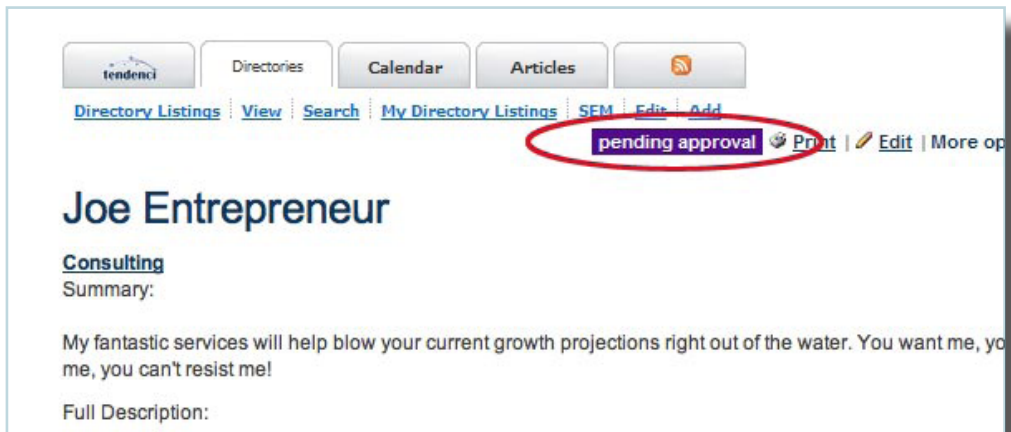 tendenci Directories Calendar Articles
Directory Listings View Search My Directory Listings SEM Edit Add
pending approval Print | Edit | More op
Joe Entrepreneur
Consulting
Summary:
My fantastic services will help blow your current growth projections right out of the water. You want me, yo
me, you can't resist me!
Full Description: